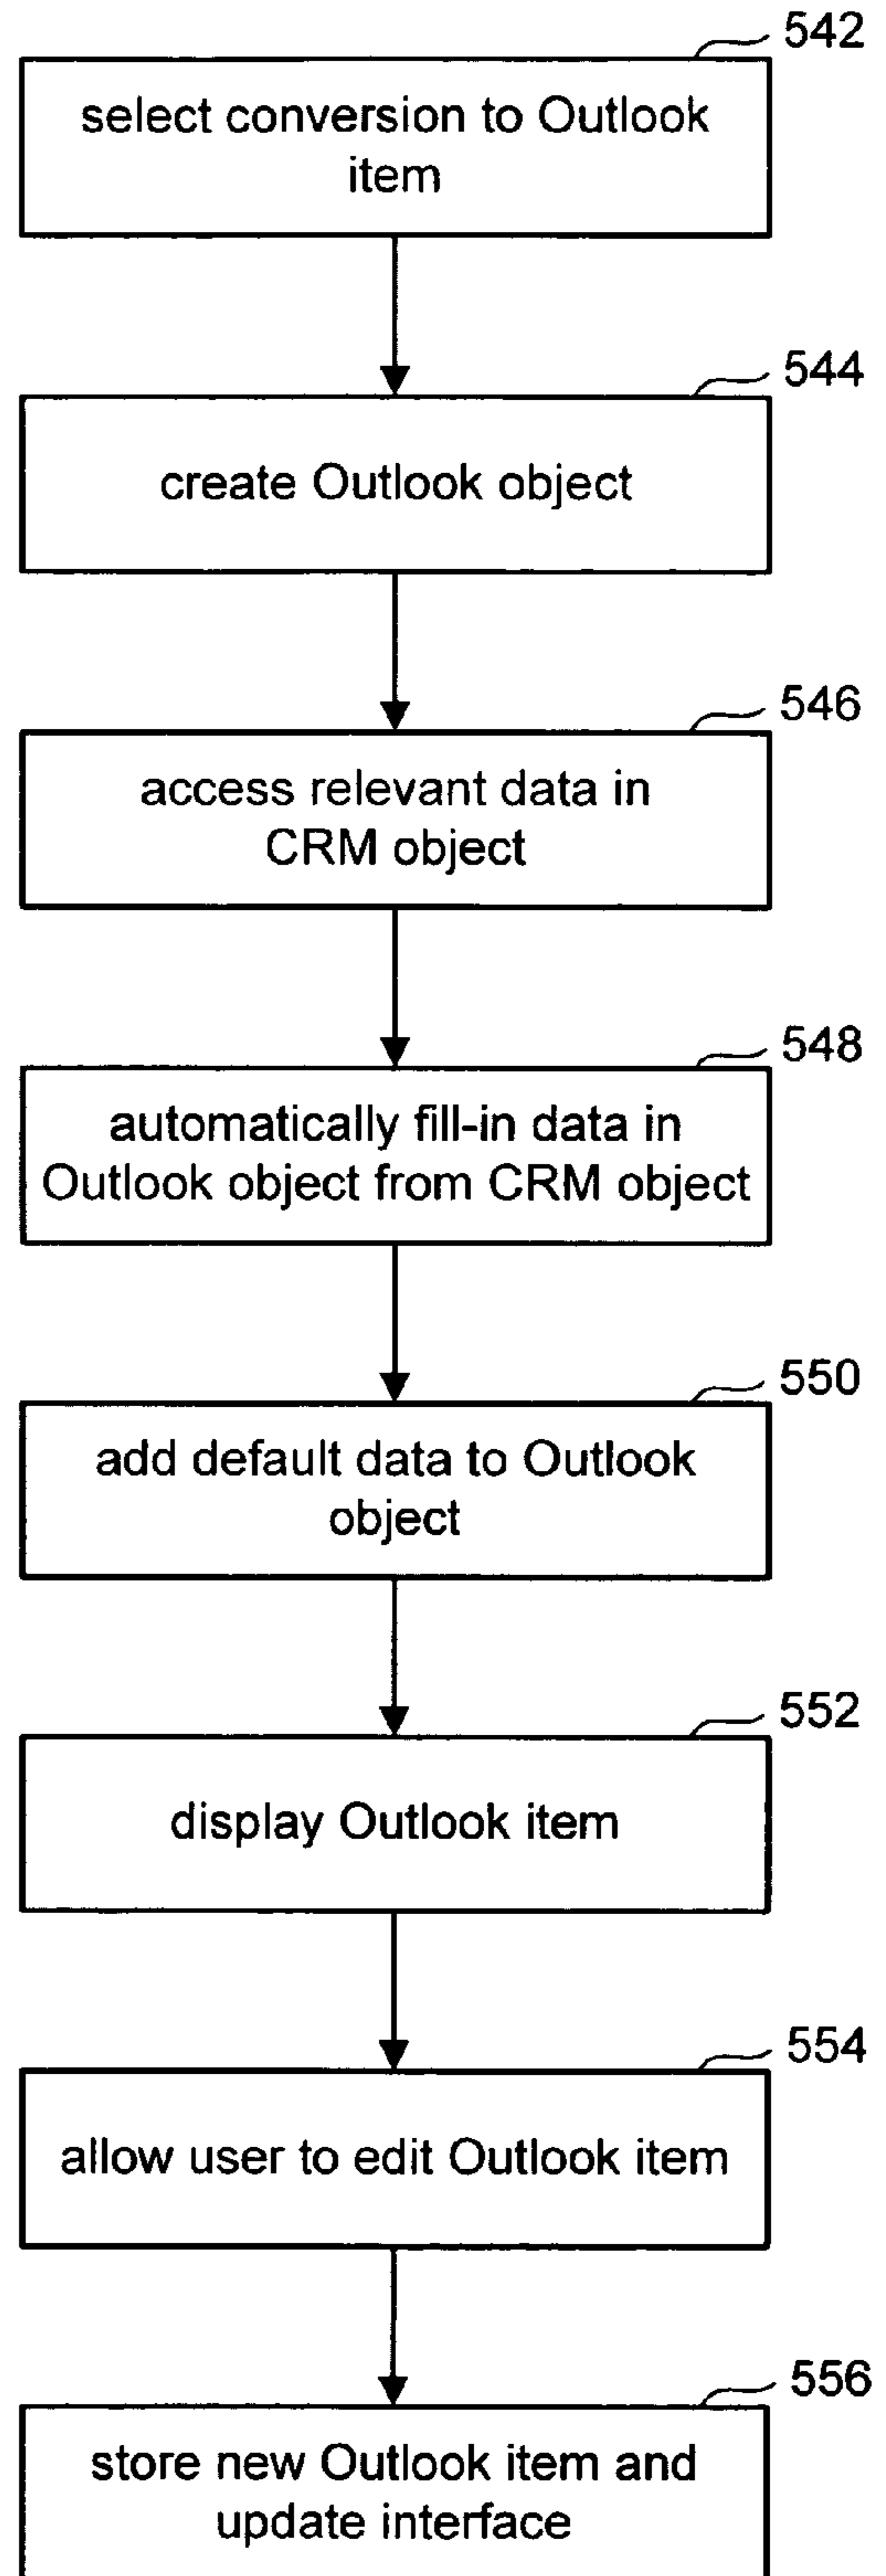 542
select conversion to Outlook
item
544
create Outlook object
546
access relevant data in
CRM object
548
automatically fill-in data in
Outlook object from CRM object
550
add default data to Outlook
object
552
display Outlook item
554
allow user to edit Outlook item
556
store new Outlook item and
update interface